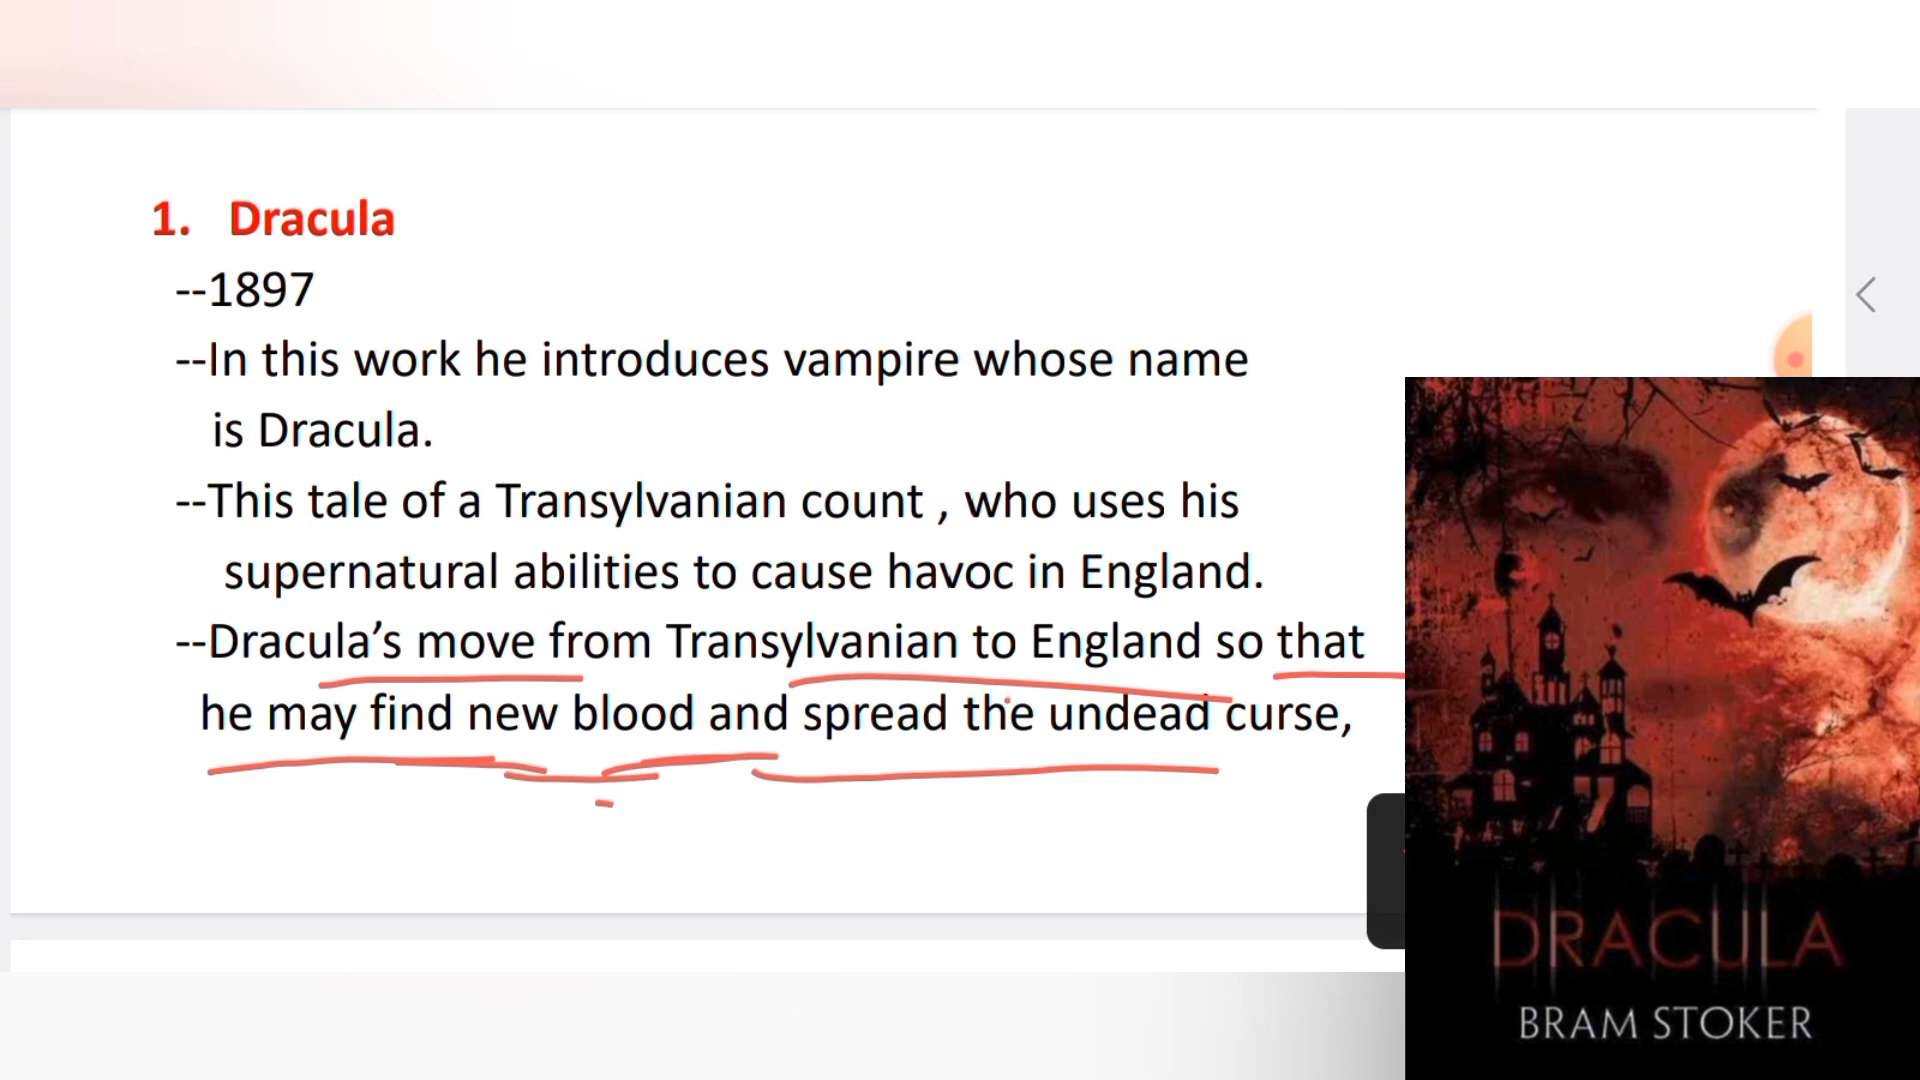 1. Dracula
--1897
--In this work he introduces vampire whose name
is Dracula.
--This tale of a Transylvanian count , who uses his
supernatural abilities to cause havoc in England.
--Dracula’s move from Transylvanian to England so that
he may find new blood and spread the undead curse,
DRACULA
BRAM STOKER